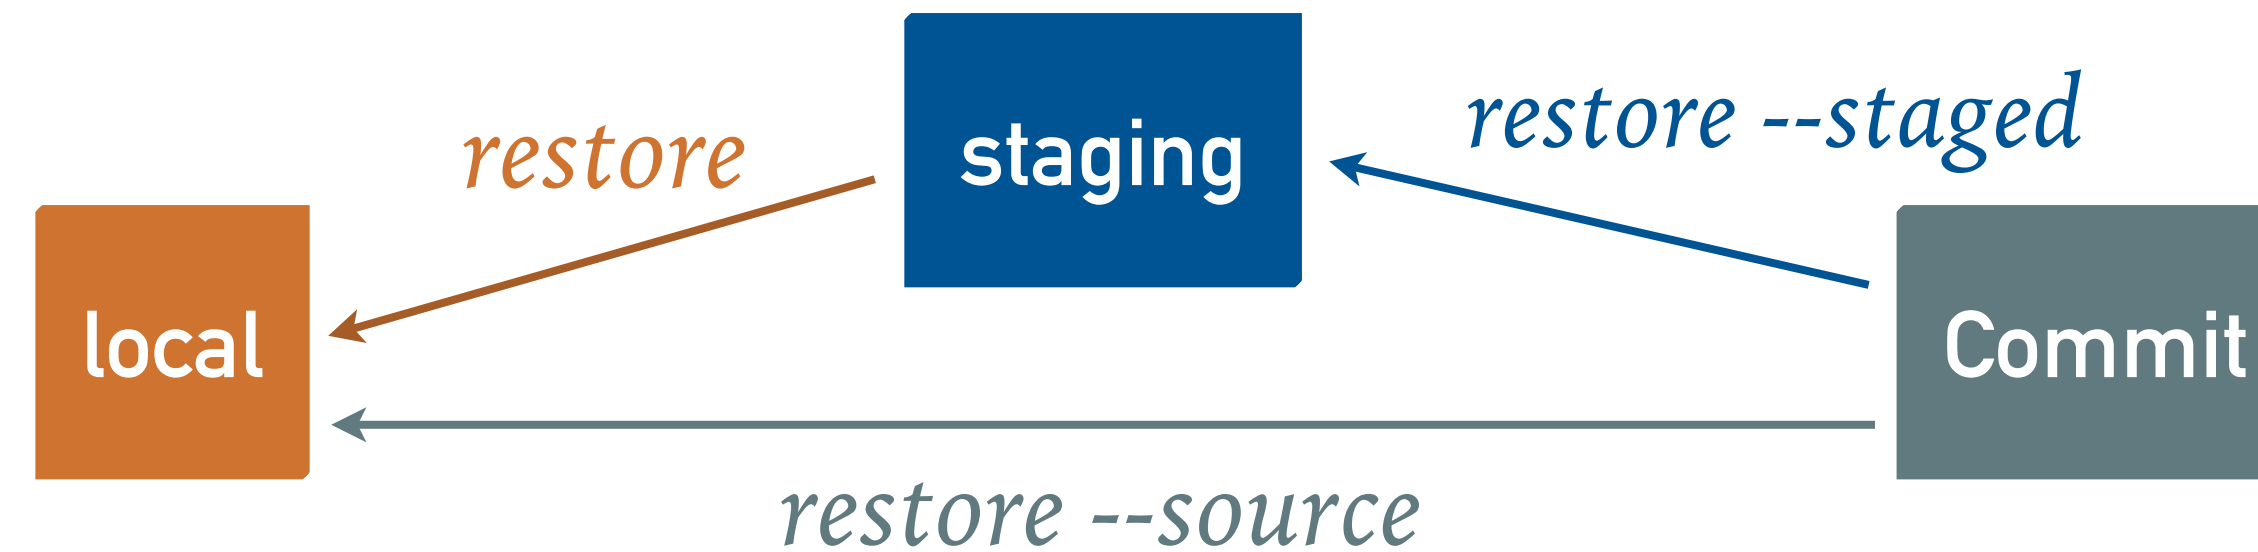 restore --staged
staging
restore
local
Commit
restore --source